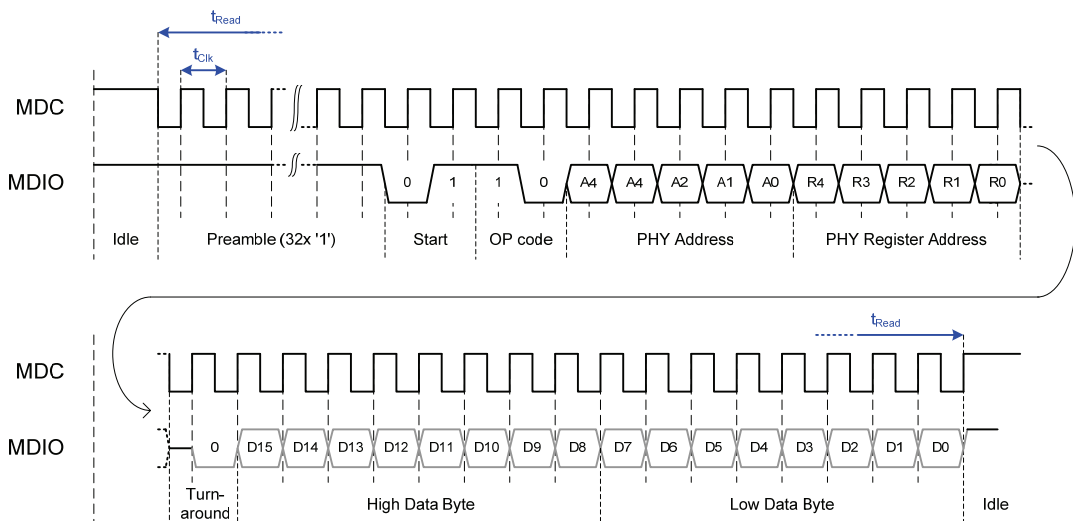 tRead
tClk
MDC
MDIO
0 1 1 0 A4 A4 A2 A1 A0 R4 R3 R2 R1 R0
Idle Preamble (32x '1') Start OP code PHY Address PHY Register Address
tRead
MDC
MDIO
0 D15 D14 D13 D12 D11 D10 D9 D8 D7 D6 D5 D4 D3 D2 D1 D0
Turn-
around High Data Byte Low Data Byte Idle